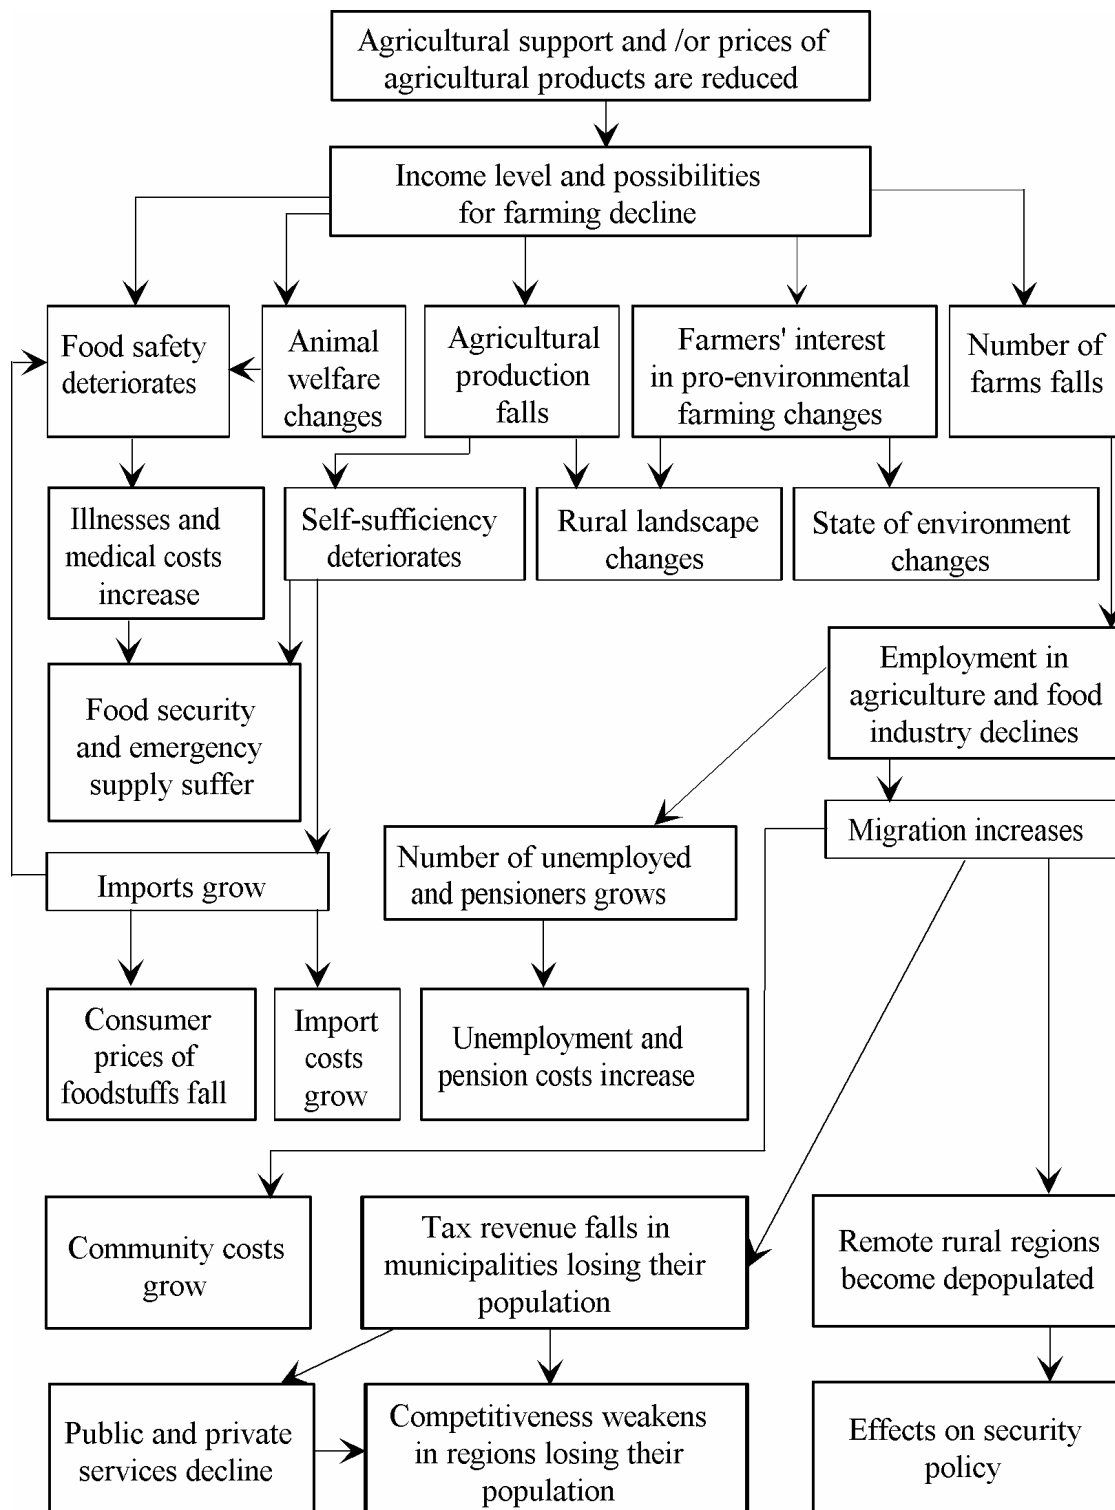 Agricultural support and /or prices of
agricultural products are reduced
Income level and possibilities
for farming decline
Food safety
deteriorates
Animal
welfare
changes
Agricultural
production
falls
Farmers' interest
in pro-environmental
farming changes
Number of
farms falls
Illnesses and
medical costs
increase
Self-sufficiency
deteriorates
Rural landscape
changes
State of environment
changes
Food security
and emergency
supply suffer
Employment in
agriculture and food
industry declines
Migration increases
Imports grow
Number of unemployed
and pensioners grows
Consumer
prices of
foodstuffs fall
Import
costs
grow
Unemployment and
pension costs increase
Community costs
grow
Tax revenue falls in
municipalities losing their
population
Remote rural regions
become depopulated
Public and private
services decline
Competitiveness weakens
in regions losing their
population
Effects on security
policy